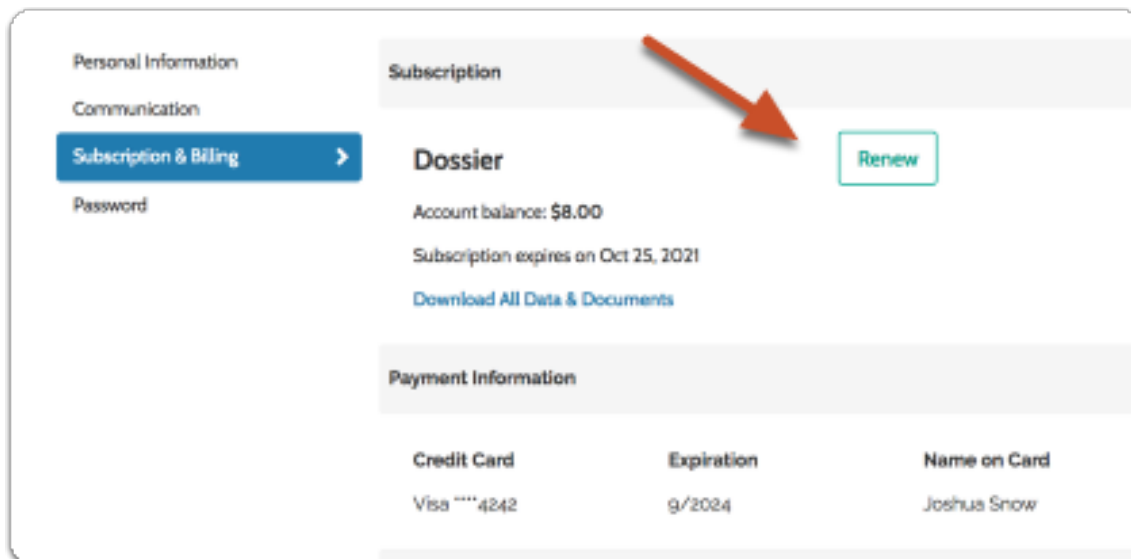 Personal Information
Communication
Subscription & Billing
Password
Subscription
Dossier
Renew
Account balance: $8.00
Subscription expires on Oct 25, 2021
Download All Data & Documents
Payment Information
Credit Card Expiration Name on Card
Visa ****4242 9/2024 Joshua Snow